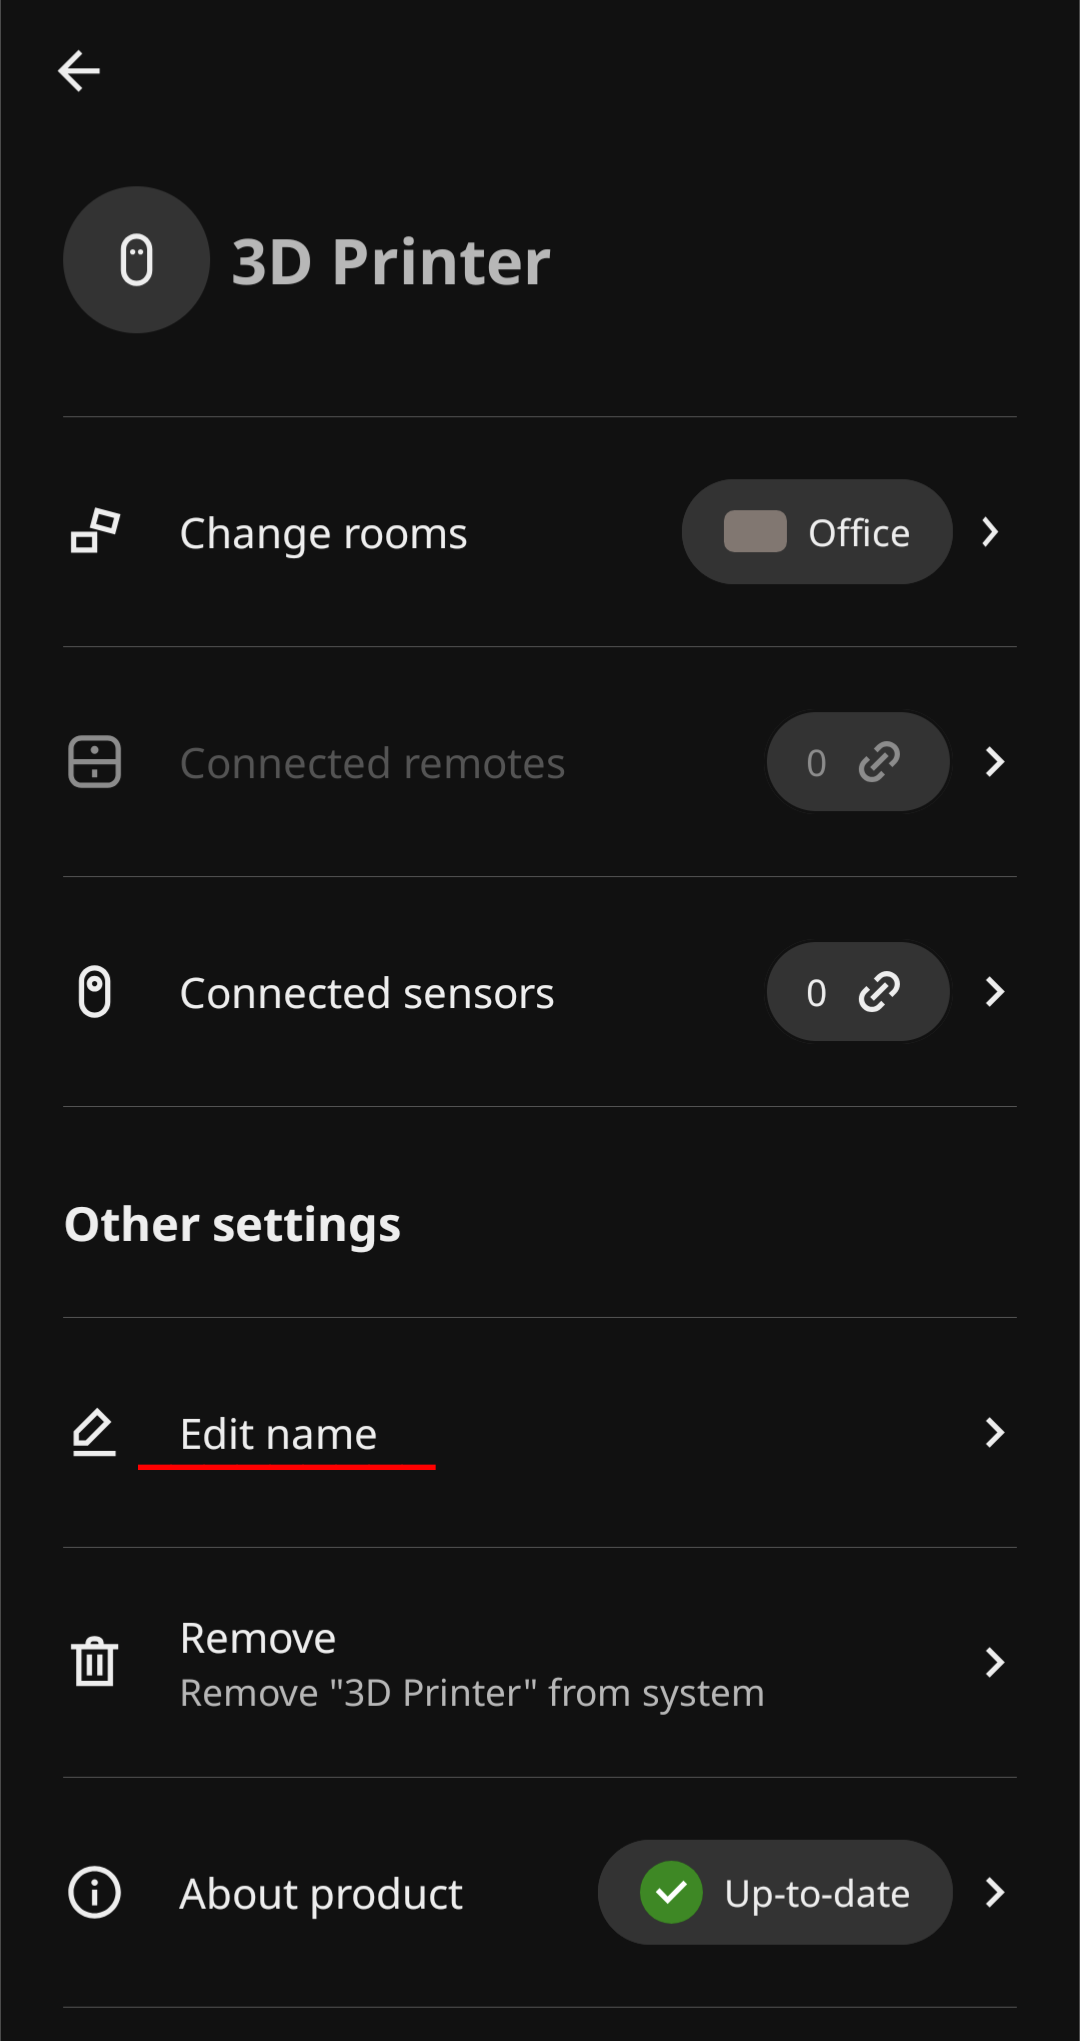 3D Printer
Change rooms
Office
Connected remotes
0
Connected sensors
0
Other settings
Edit name
Remove
Remove "3D Printer" from system
About product
Up-to-date